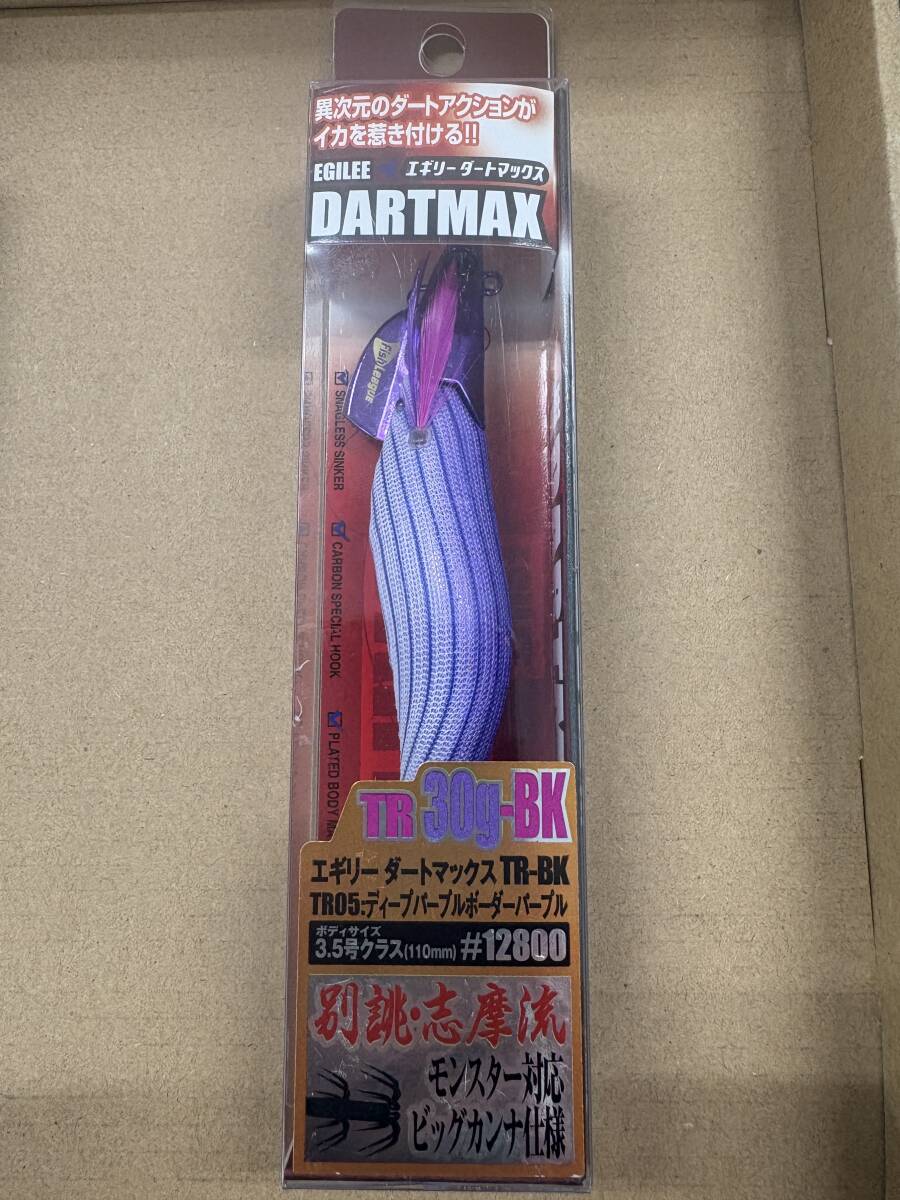 異次元のダートアクションが
イカを惹き付ける!!
EGILEE エギリーダートマックス
DARTMAX
FishLeague
SNAGLESS SINKER
CARBON SPECIAL HOOK
PLATED BODY
TR 30g-BK
エギリー ダートマックス TR-BK
TR05:ディープパープルボーダーパープル
ボディサイズ
3.5号クラス(110mm) #12800
別誂・志摩流
モンスター対応
ビッグカンナ仕様